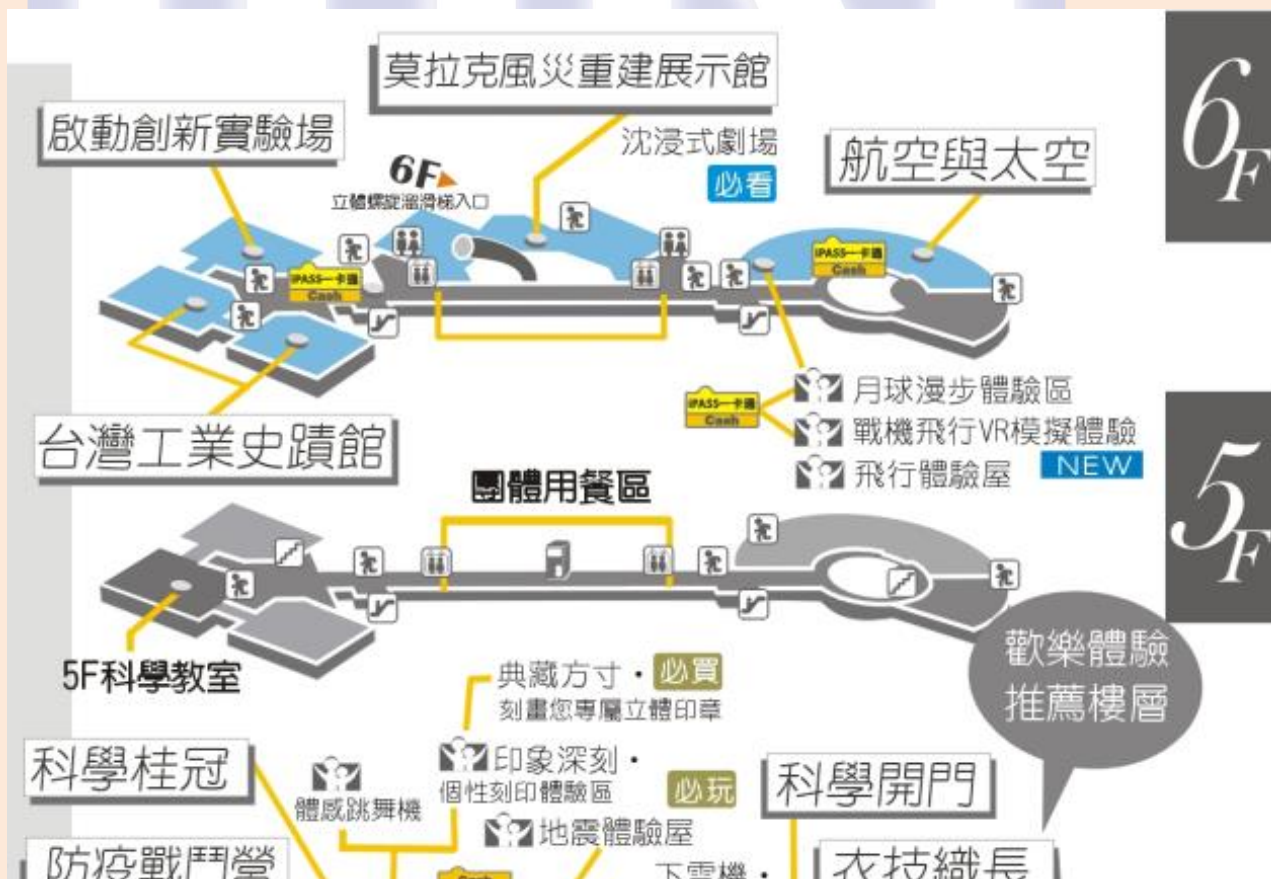 莫拉克風災重建展示館
6F
啟動創新實驗場
沈浸式劇場
必看
航空與太空
6F
立體螺旋溜滑梯入口
iPASS一卡通
Cash
iPASS一卡通
Cash
台灣工業史蹟館
iPASS一卡通
Cash
月球漫步體驗區
戰機飛行VR模擬體驗
飛行體驗屋
NEW
5F
團體用餐區
5F科學教室
歡樂體驗
推薦樓層
典藏方寸・必買
刻畫您專屬立體印章
科學桂冠
體感跳舞機
印象深刻・
個性刻印體驗區
必玩
科學開門
地震體驗屋
防疫戰鬥營
Cash
下雲機・
衣技織長